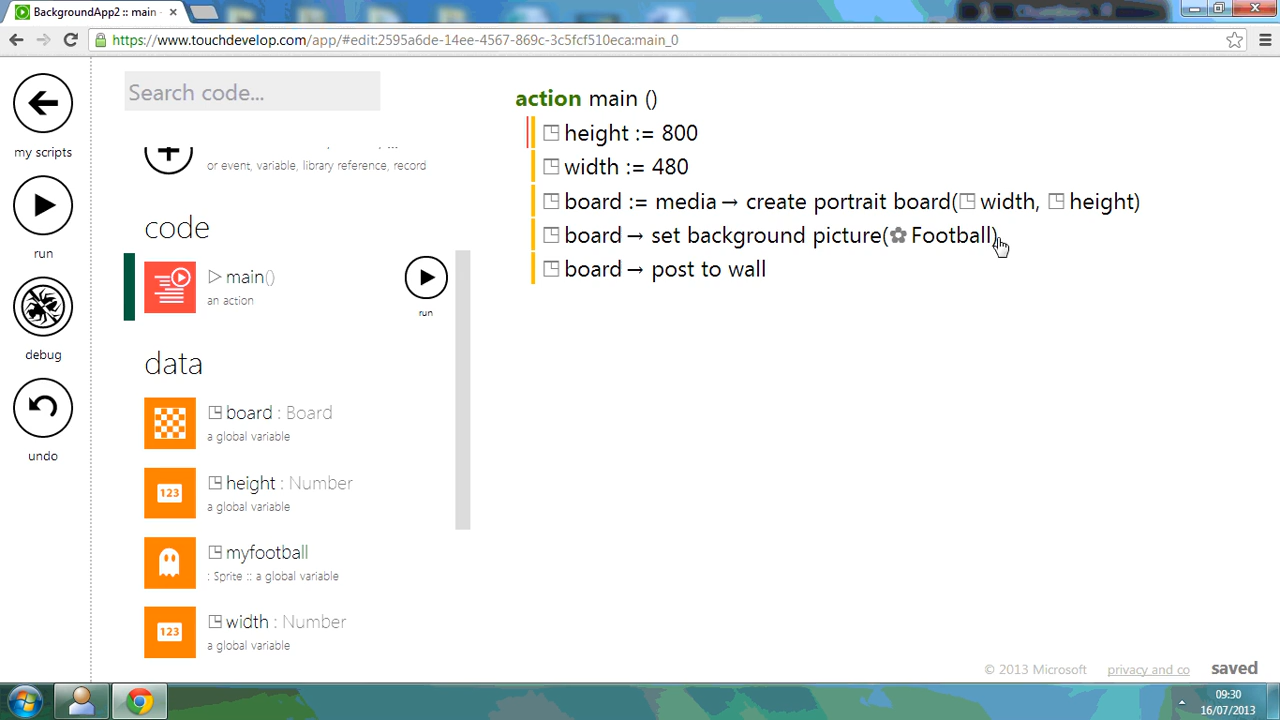 BackgroundApp2 :: main
https://www.touchdevelop.com/app/#edit:2595a6de-14ee-4567-869c-3c5fcf510eca:main_0
my scripts
run
debug
undo
Search code...
or event, variable, library reference, record
code
main()
an action
run
data
board : Board
a global variable
height : Number
a global variable
myfootball
: Sprite :: a global variable
width : Number
a global variable
123
123
action main ()
height := 800
width := 480
board := media → create portrait board(width, height)
board → set background picture(✿ Football)
board → post to wall
© 2013 Microsoft
privacy and co
saved
09:30
16/07/2013